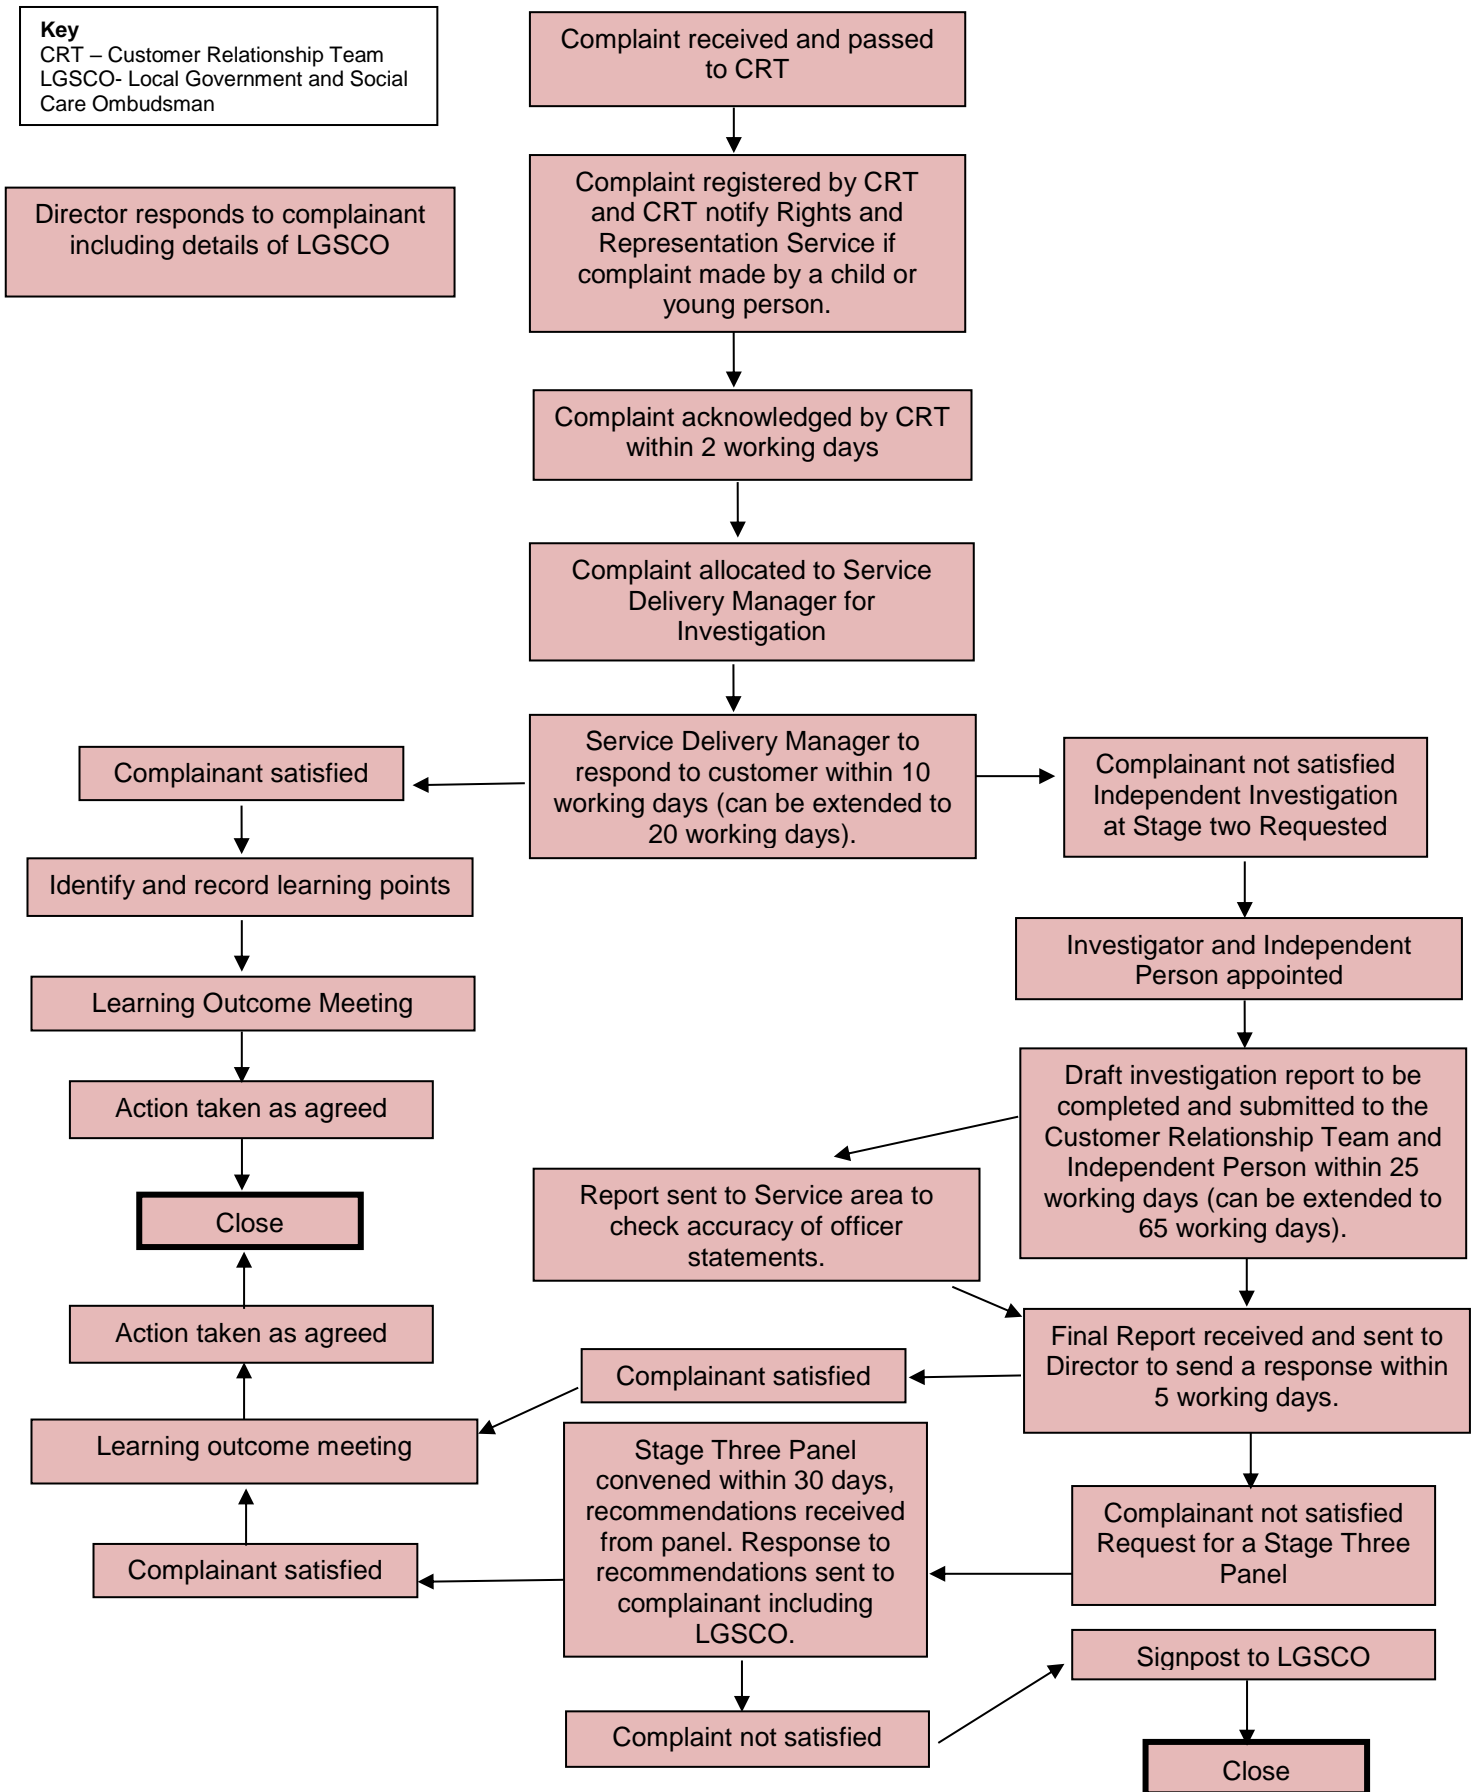 Key
CRT – Customer Relationship Team
LGSCO- Local Government and Social
Care Ombudsman
Complaint received and passed
to CRT
Director responds to complainant
including details of LGSCO
Complaint registered by CRT
and CRT notify Rights and
Representation Service if
complaint made by a child or
young person.
Complaint acknowledged by CRT
within 2 working days
Complaint allocated to Service
Delivery Manager for
Investigation
Service Delivery Manager to
respond to customer within 10
working days (can be extended to
20 working days).
Complainant satisfied
Identify and record learning points
Learning Outcome Meeting
Action taken as agreed
Close
Complainant not satisfied
Independent Investigation
at Stage two Requested
Investigator and Independent
Person appointed
Draft investigation report to be
completed and submitted to the
Customer Relationship Team and
Independent Person within 25
working days (can be extended to
65 working days).
Report sent to Service area to
check accuracy of officer
statements.
Final Report received and sent to
Director to send a response within
5 working days.
Complainant satisfied
Action taken as agreed
Learning outcome meeting
Complainant satisfied
Stage Three Panel
convened within 30 days,
recommendations received
from panel. Response to
recommendations sent to
complainant including
LGSCO.
Complainant not satisfied
Request for a Stage Three
Panel
Complaint not satisfied
Signpost to LGSCO
Close